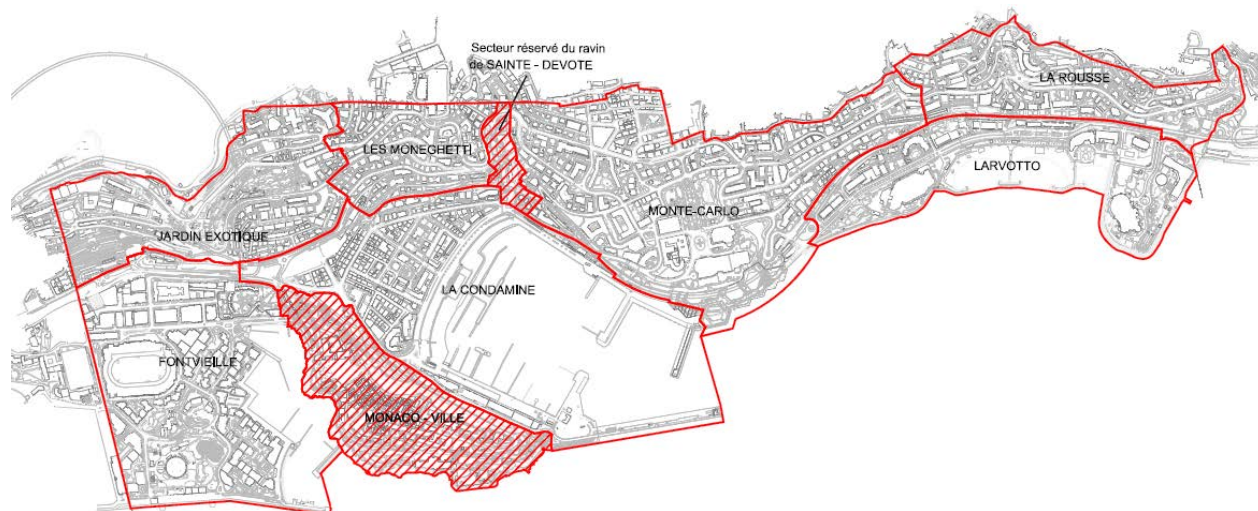 Secteur réservé du ravin
de SAINTE - DEVOTE
LA ROUSSE
LES MONEGHETTI
LARVOTTO
MONTE-CARLO
JARDIN EXOTIQUE
LA CONDAMINE
FONTVIEILLE
MONACO - VILLE